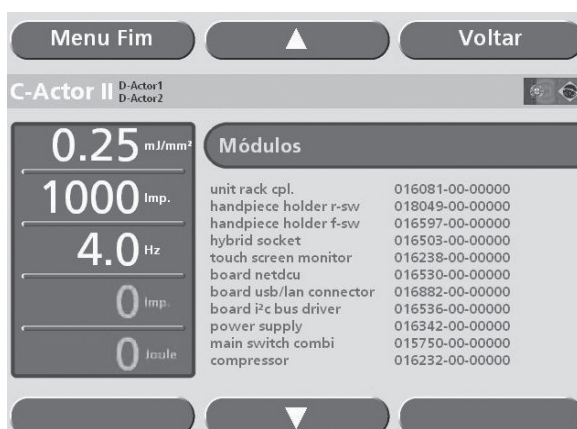 Menu Fim
Voltar
C-Actor II D-Actor1
D-Actor2
0.25 mJ/mm²
1000 Imp.
4.0 Hz
0 Imp.
0 Joule
Módulos
unit rack cpl. 016081-00-00000
handpiece holder r-sw 018049-00-00000
handpiece holder f-sw 016597-00-00000
hybrid socket 016503-00-00000
touch screen monitor 016238-00-00000
board netdcu 016530-00-00000
board usb/lan connector 016882-00-00000
board i²c bus driver 016536-00-00000
power supply 016342-00-00000
main switch combi 015750-00-00000
compressor 016232-00-00000